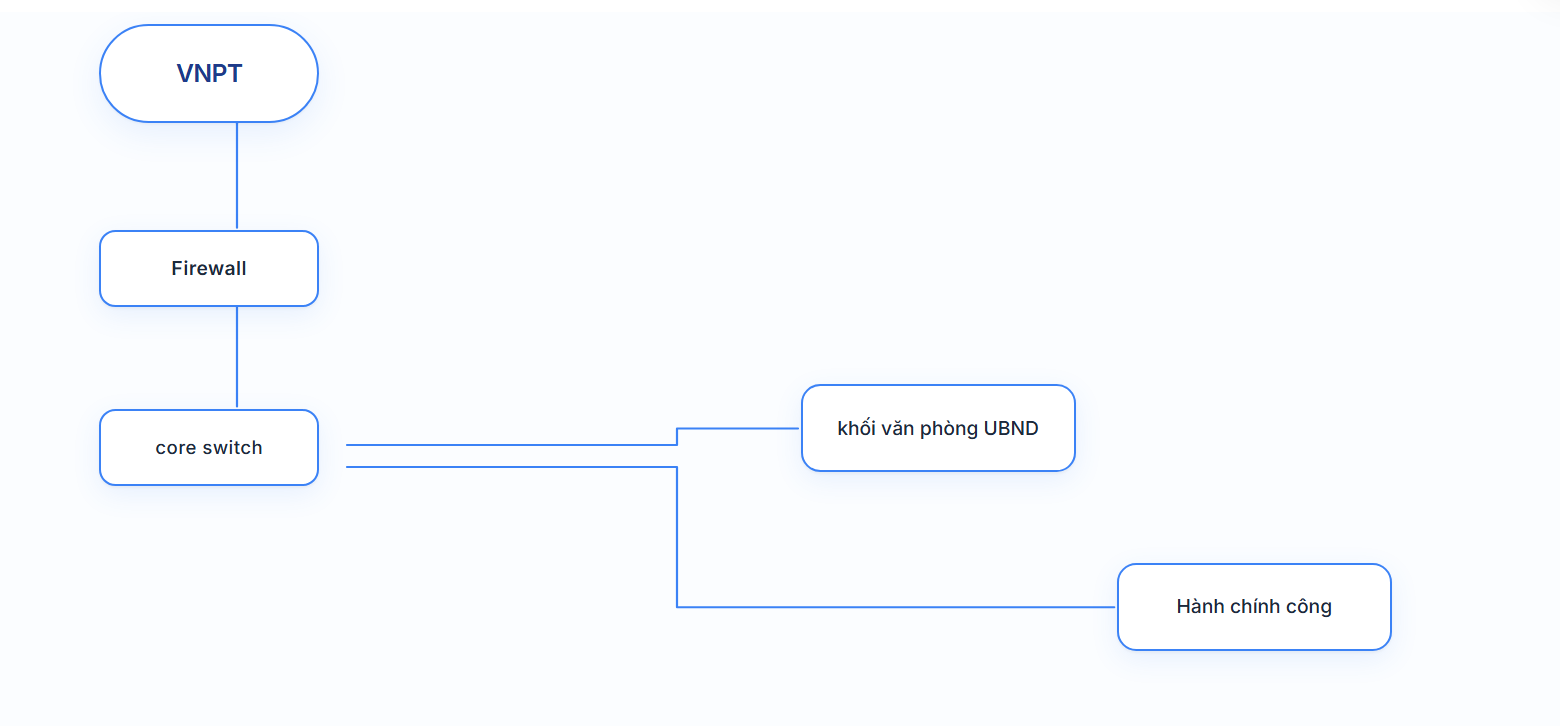 VNPT
Firewall
core switch
khối văn phòng UBND
Hành chính công